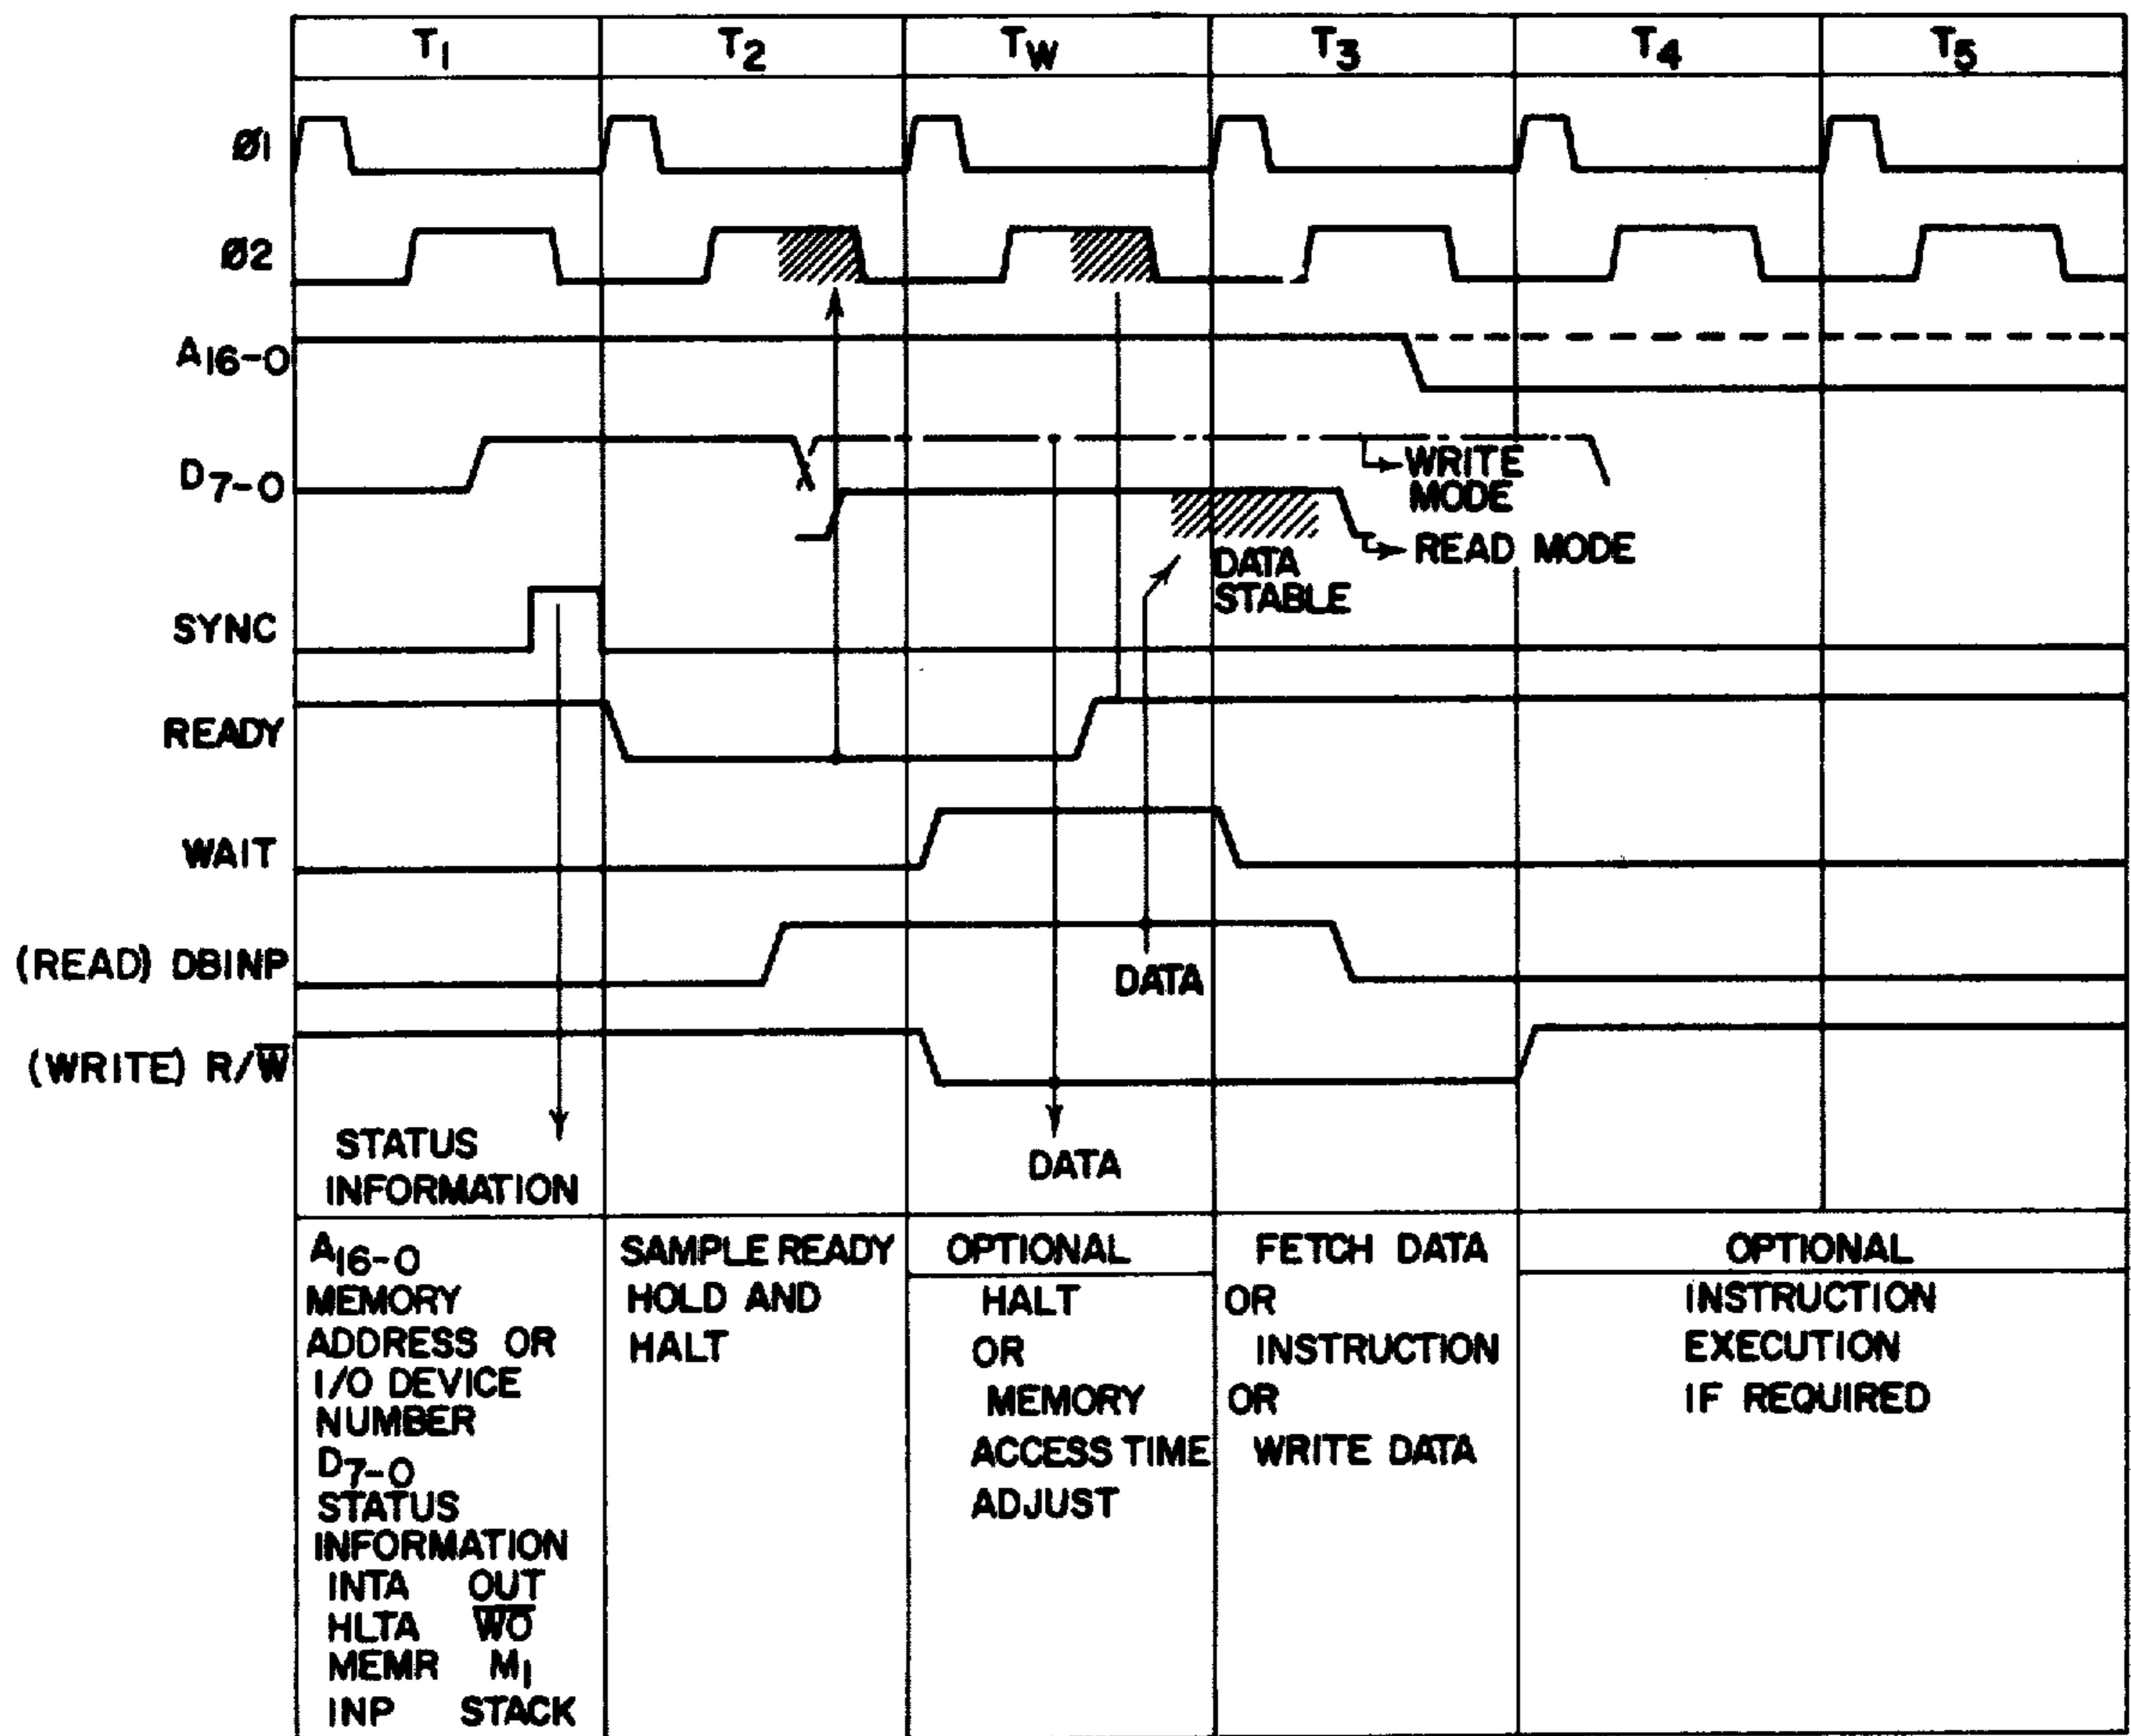 T1 T2 TW T3 T4 T5
Ø1
Ø2
A16-0
D7-0
WRITE
MODE
READ MODE
DATA
STABLE
SYNC
READY
WAIT
(READ) DBINP
DATA
(WRITE) R/W̅
STATUS
INFORMATION
DATA
A16-0
MEMORY
ADDRESS OR
I/O DEVICE
NUMBER
D7-0
STATUS
INFORMATION
INTA OUT
HLTA W̅O̅
MEMR M1
INP STACK
SAMPLE READY
HOLD AND
HALT
OPTIONAL
HALT
OR
MEMORY
ACCESS TIME
ADJUST
FETCH DATA
OR
INSTRUCTION
OR
WRITE DATA
OPTIONAL
INSTRUCTION
EXECUTION
IF REQUIRED